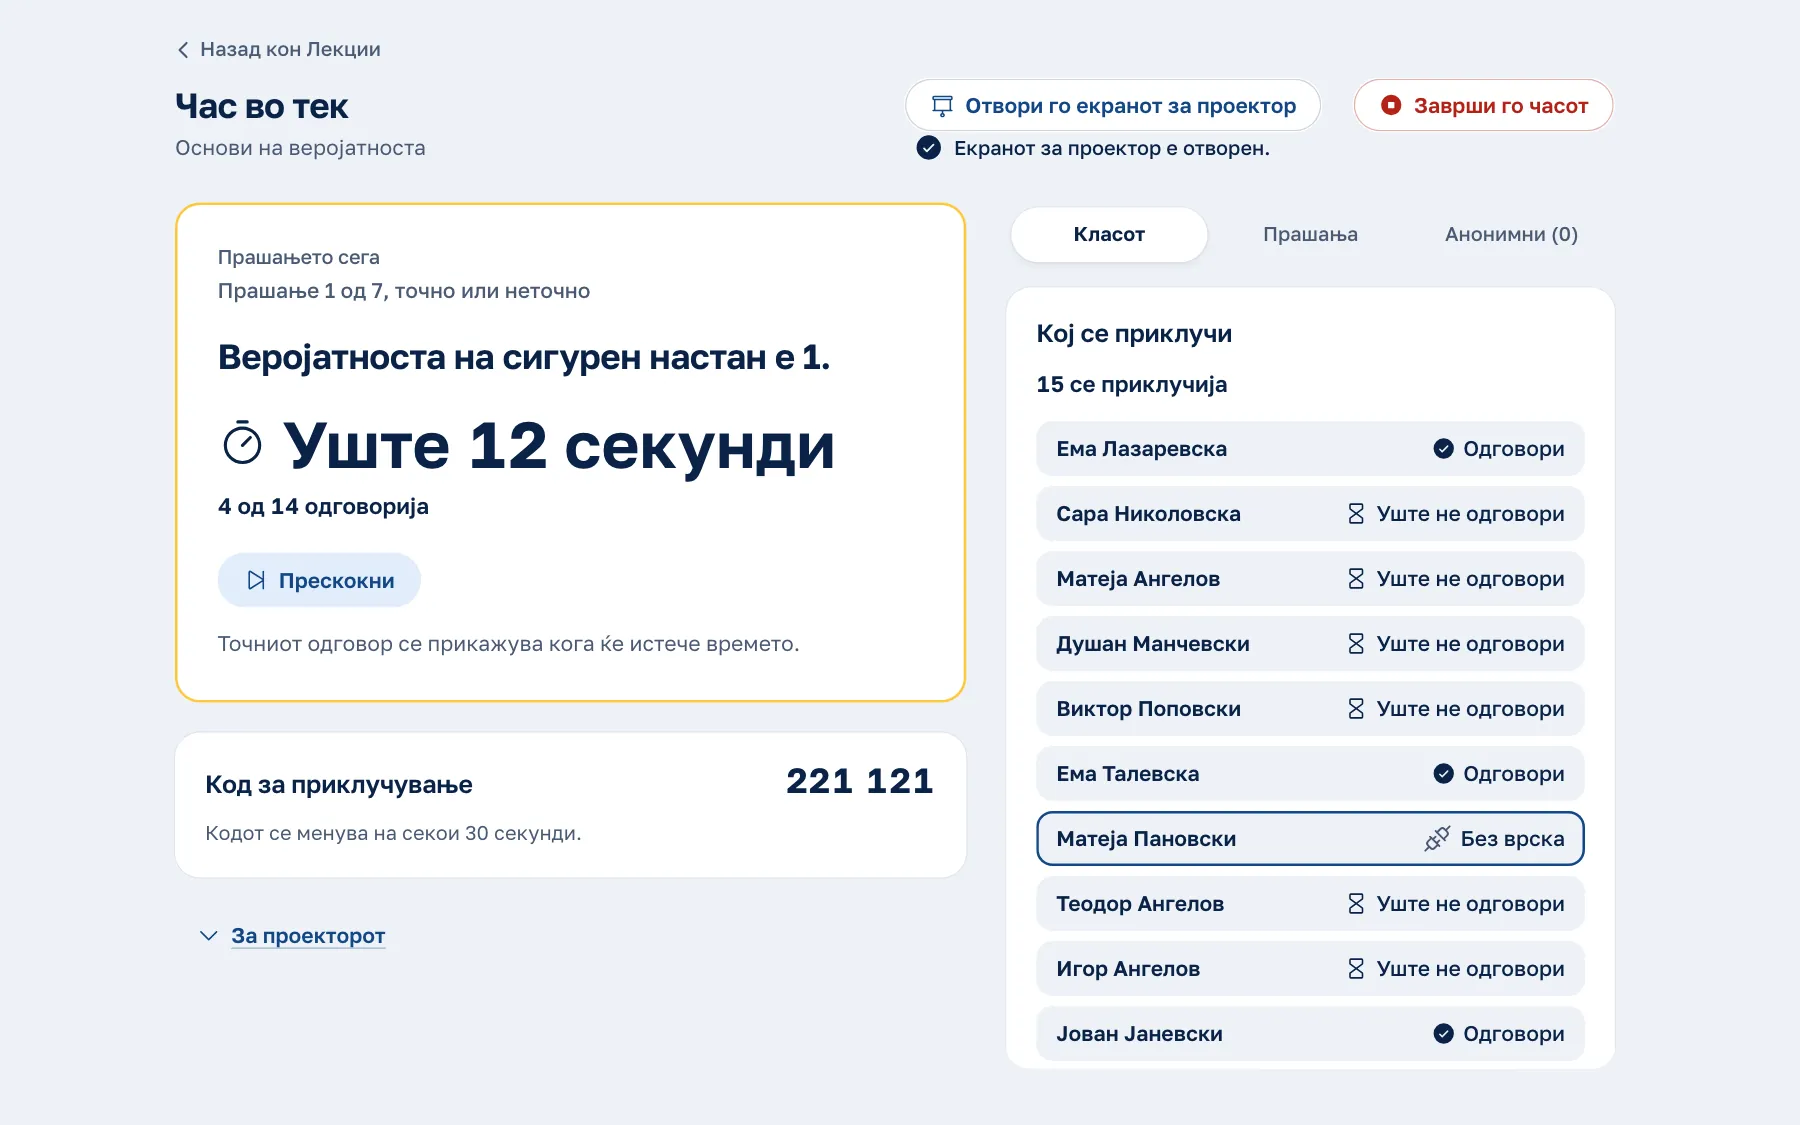 Назад кон Лекции
Час во тек
Основи на веројатноста
Отвори го екранот за проектор
Заврши го часот
Екранот за проектор е отворен.
Прашањето сега
Прашање 1 од 7, точно или неточно
Веројатноста на сигурен настан е 1.
Уште 12 секунди
4 од 14 одговорија
Прескокни
Точниот одговор се прикажува кога ќе истече времето.
Код за приклучување
221 121
Кодот се менува на секои 30 секунди.
За проекторот
Класот
Прашања
Анонимни (0)
Кој се приклучи
15 се приклучија
Ема Лазаревска
Одговори
Сара Николовска
Уште не одговори
Матеја Ангелов
Уште не одговори
Душан Манчевски
Уште не одговори
Виктор Поповски
Уште не одговори
Ема Талевска
Одговори
Матеја Пановски
Без врска
Теодор Ангелов
Уште не одговори
Игор Ангелов
Уште не одговори
Јован Јаневски
Одговори